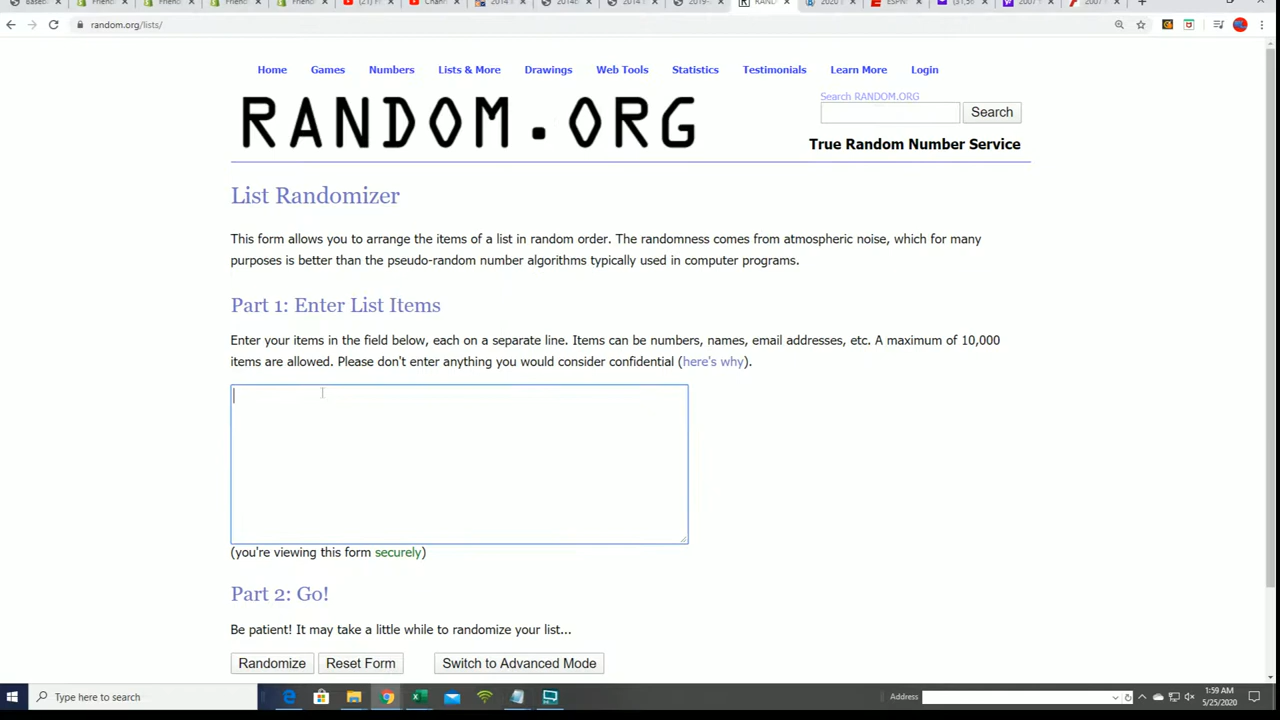 random.org/lists/
Home Games Numbers Lists & More Drawings Web Tools Statistics Testimonials Learn More Login
RANDOM.ORG
Search RANDOM.ORG
Search
True Random Number Service
List Randomizer
This form allows you to arrange the items of a list in random order. The randomness comes from atmospheric noise, which for many
purposes is better than the pseudo-random number algorithms typically used in computer programs.
Part 1: Enter List Items
Enter your items in the field below, each on a separate line. Items can be numbers, names, email addresses, etc. A maximum of 10,000
items are allowed. Please don't enter anything you would consider confidential (here's why).
(you're viewing this form securely)
Part 2: Go!
Be patient! It may take a little while to randomize your list...
Randomize Reset Form Switch to Advanced Mode
Type here to search
Address
1:59 AM
5/25/2020